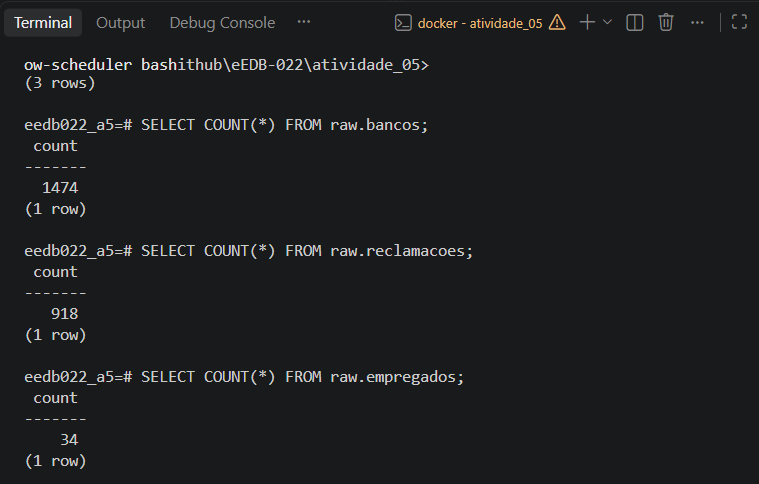 Terminal Output Debug Console ··· docker - atividade_05 ···
ow-scheduler bashithub\eEDB-022\atividade_05>
(3 rows)
eedb022_a5=# SELECT COUNT(*) FROM raw.bancos;
count
-------
1474
(1 row)
eedb022_a5=# SELECT COUNT(*) FROM raw.reclamacoes;
count
-------
918
(1 row)
eedb022_a5=# SELECT COUNT(*) FROM raw.empregados;
count
-------
34
(1 row)